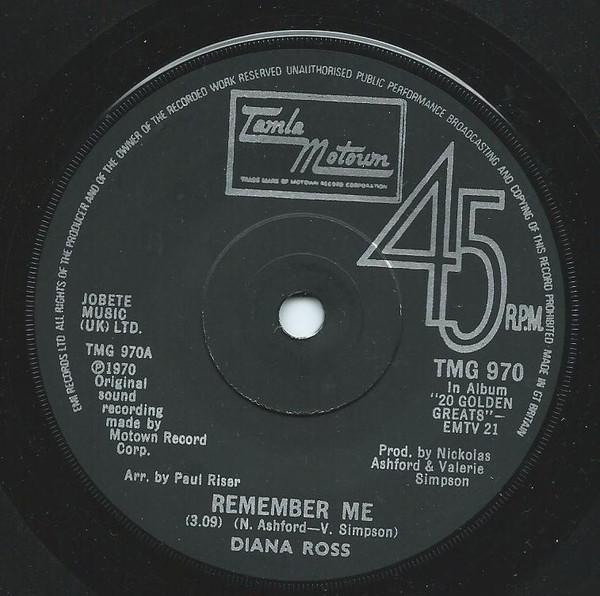 EMI RECORDS LTD ALL RIGHTS OF THE PRODUCER AND OF THE OWNER OF THE RECORDED WORK RESERVED UNAUTHORISED PUBLIC PERFORMANCE BROADCASTING AND COPYING OF THIS RECORD PROHIBITED MADE IN GT BRITAIN
Tamla
Motown
TRADE MARK OF MOTOWN RECORD CORPORATION
45
R.P.M.
JOBETE
MUSIC
(UK) LTD.
TMG 970A
℗1970
Original
sound
recording
made by
Motown Record
Corp.
TMG 970
In Album
"20 GOLDEN
GREATS"—
EMTV 21
Prod. by Nickolas
Ashford & Valerie
Simpson
Arr. by Paul Riser
REMEMBER ME
(3.09) (N. Ashford—V. Simpson)
DIANA ROSS